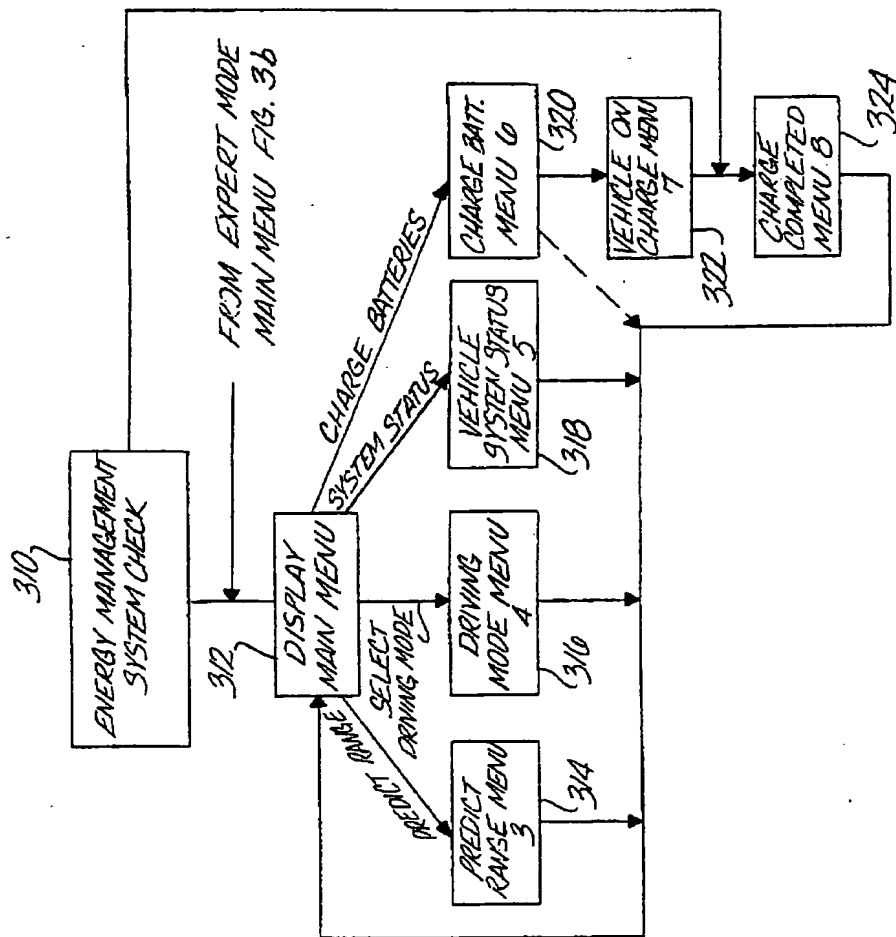 310
ENERGY MANAGEMENT
SYSTEM CHECK
FROM EXPERT MODE
MAIN MENU FIG. 3b
312
DISPLAY
MAIN MENU
PREDICT RANGE
SELECT
DRIVING MODE
SYSTEM STATUS
CHARGE BATTERIES
PREDICT
RANGE MENU
3
314
DRIVING
MODE MENU
4
316
VEHICLE
SYSTEM STATUS
MENU 5
318
CHARGE BATT.
MENU 6
320
VEHICLE ON
CHARGE MENU
7
322
CHARGE
COMPLETED
MENU 8
324